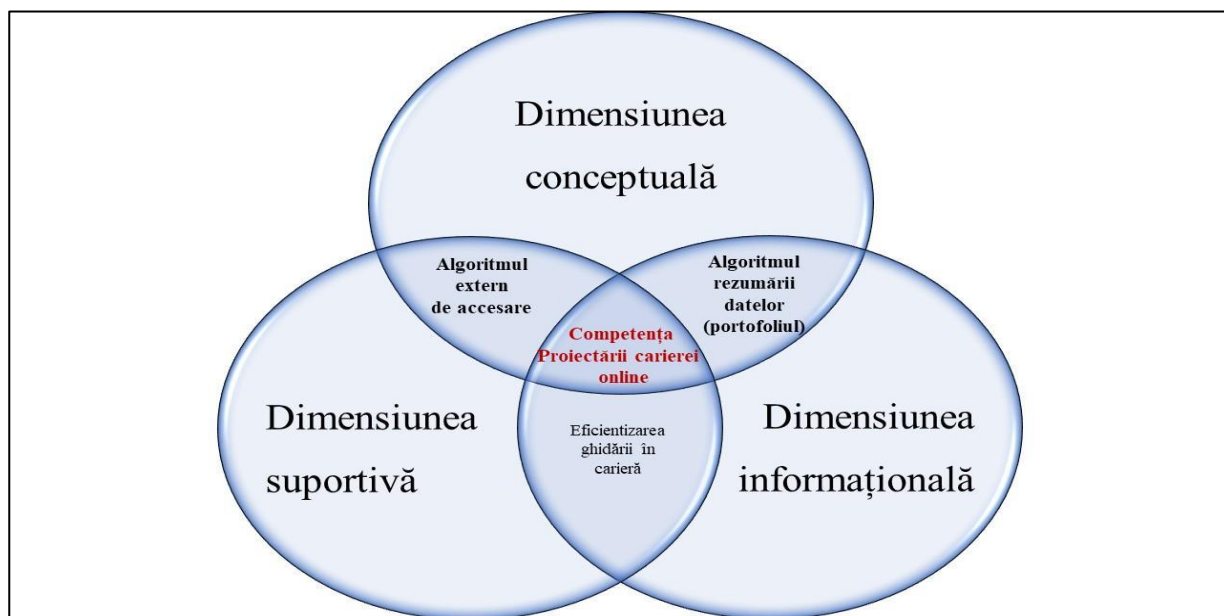 Dimensiunea
conceptuală
Algoritmul
extern
de accesare
Algoritmul
rezumării
datelor
(portofoliul)
Competența
Proiectării carierei
online
Dimensiunea
suportivă
Eficientizarea
ghidării în
carieră
Dimensiunea
informațională